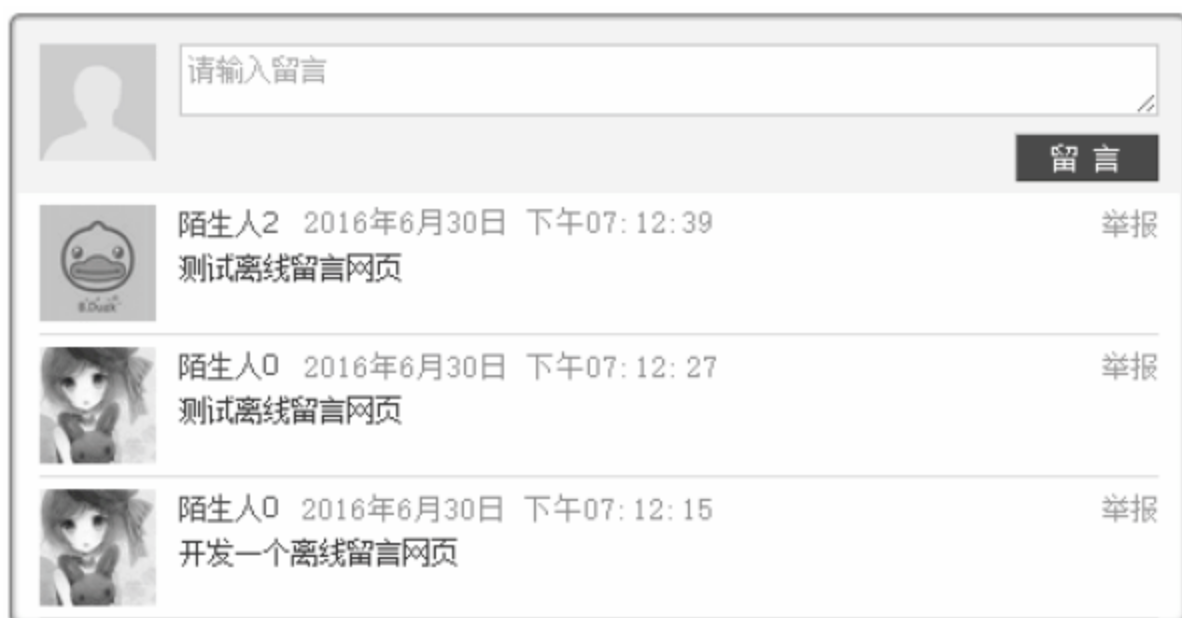 请输入留言
留 言
陌生人2 2016年6月30日 下午07:12:39 举报
测试离线留言网页
B.Duck
陌生人0 2016年6月30日 下午07:12:27 举报
测试离线留言网页
陌生人0 2016年6月30日 下午07:12:15 举报
开发一个离线留言网页